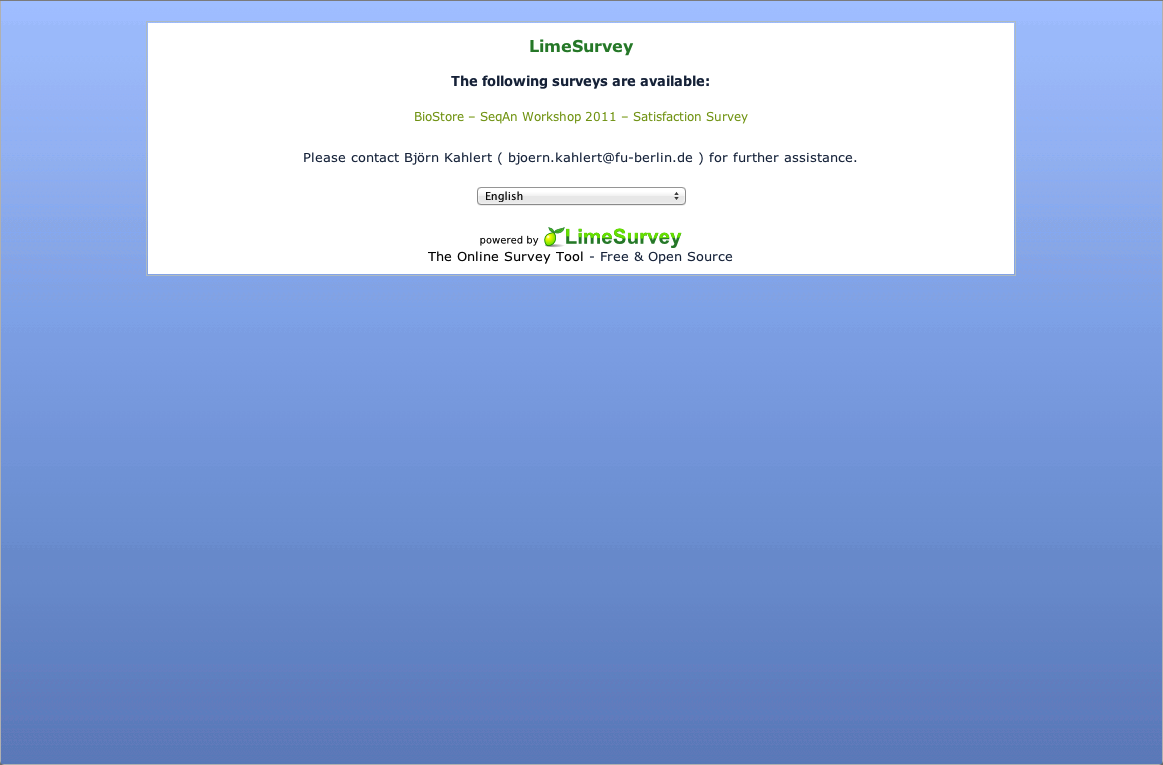 LimeSurvey
The following surveys are available:
BioStore – SeqAn Workshop 2011 – Satisfaction Survey
Please contact Björn Kahlert ( bjoern.kahlert@fu-berlin.de ) for further assistance.
English
powered by LimeSurvey
The Online Survey Tool - Free & Open Source